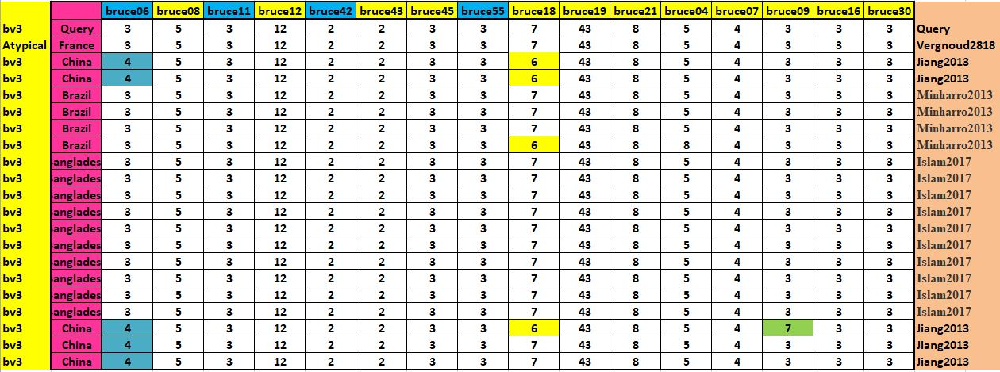 bruce06 bruce08 bruce11 bruce12 bruce42 bruce43 bruce45 bruce55 bruce18 bruce19 bruce21 bruce04 bruce07 bruce09 bruce16 bruce30
bv3 Query 3 5 3 12 2 2 3 3 7 43 8 5 4 3 3 3 Query
Atypical France 3 5 3 12 2 2 3 3 7 43 8 5 4 3 3 3 Vergnoud2818
bv3 China 4 5 3 12 2 2 3 3 6 43 8 5 4 3 3 3 Jiang2013
bv3 China 4 5 3 12 2 2 3 3 6 43 8 5 4 3 3 3 Jiang2013
bv3 Brazil 3 5 3 12 2 2 3 3 7 43 8 5 4 3 3 3 Minharro2013
bv3 Brazil 3 5 3 12 2 2 3 3 7 43 8 5 4 3 3 3 Minharro2013
bv3 Brazil 3 5 3 12 2 2 3 3 7 43 8 5 4 3 3 3 Minharro2013
bv3 Brazil 3 5 3 12 2 2 3 3 6 43 8 8 4 3 3 3 Minharro2013
bv3 Banglades 3 5 3 12 2 2 3 3 7 43 8 5 4 3 3 3 Islam2017
bv3 Banglades 3 5 3 12 2 2 3 3 7 43 8 5 4 3 3 3 Islam2017
bv3 Banglades 3 5 3 12 2 2 3 3 7 43 8 5 4 3 3 3 Islam2017
bv3 Banglades 3 5 3 12 2 2 3 3 7 43 8 5 4 3 3 3 Islam2017
bv3 Banglades 3 5 3 12 2 2 3 3 7 43 8 5 4 3 3 3 Islam2017
bv3 Banglades 3 5 3 12 2 2 3 3 7 43 8 5 4 3 3 3 Islam2017
bv3 Banglades 3 5 3 12 2 2 3 3 7 43 8 5 4 3 3 3 Islam2017
bv3 Banglades 3 5 3 12 2 2 3 3 7 43 8 5 4 3 3 3 Islam2017
bv3 Banglades 3 5 3 12 2 2 3 3 7 43 8 5 4 3 3 3 Islam2017
bv3 Banglades 3 5 3 12 2 2 3 3 7 43 8 5 4 3 3 3 Islam2017
bv3 China 4 5 3 12 2 2 3 3 6 43 8 5 4 7 3 3 Jiang2013
bv3 China 4 5 3 12 2 2 3 3 7 43 8 5 4 3 3 3 Jiang2013
bv3 China 4 5 3 12 2 2 3 3 7 43 8 5 4 3 3 3 Jiang2013